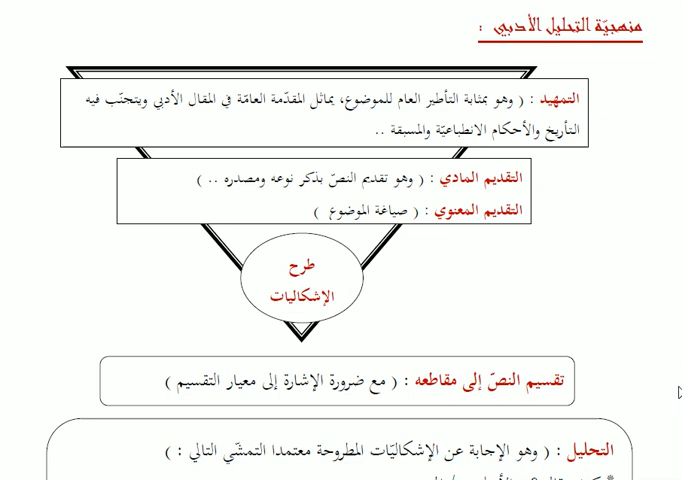 منهجيّة التحليل الأدبي :
التمهيد : ( وهو بمثابة التأطير العام للموضوع، يماثل المقدّمة العامّة في المقال الأدبي ويتجنّب فيه
التأريخ والأحكام الانطباعيّة والمسبقة ..
التقديم المادي : ( وهو تقديم النصّ بذكر نوعه ومصدره .. )
التقديم المعنوي : ( صياغة الموضوع )
طرح
الإشكاليات
تقسيم النصّ إلى مقاطعه : ( مع ضرورة الإشارة إلى معيار التقسيم )
التحليل : ( وهو الإجابة عن الإشكاليّات المطروحة معتمدا التمشّي التالي : )